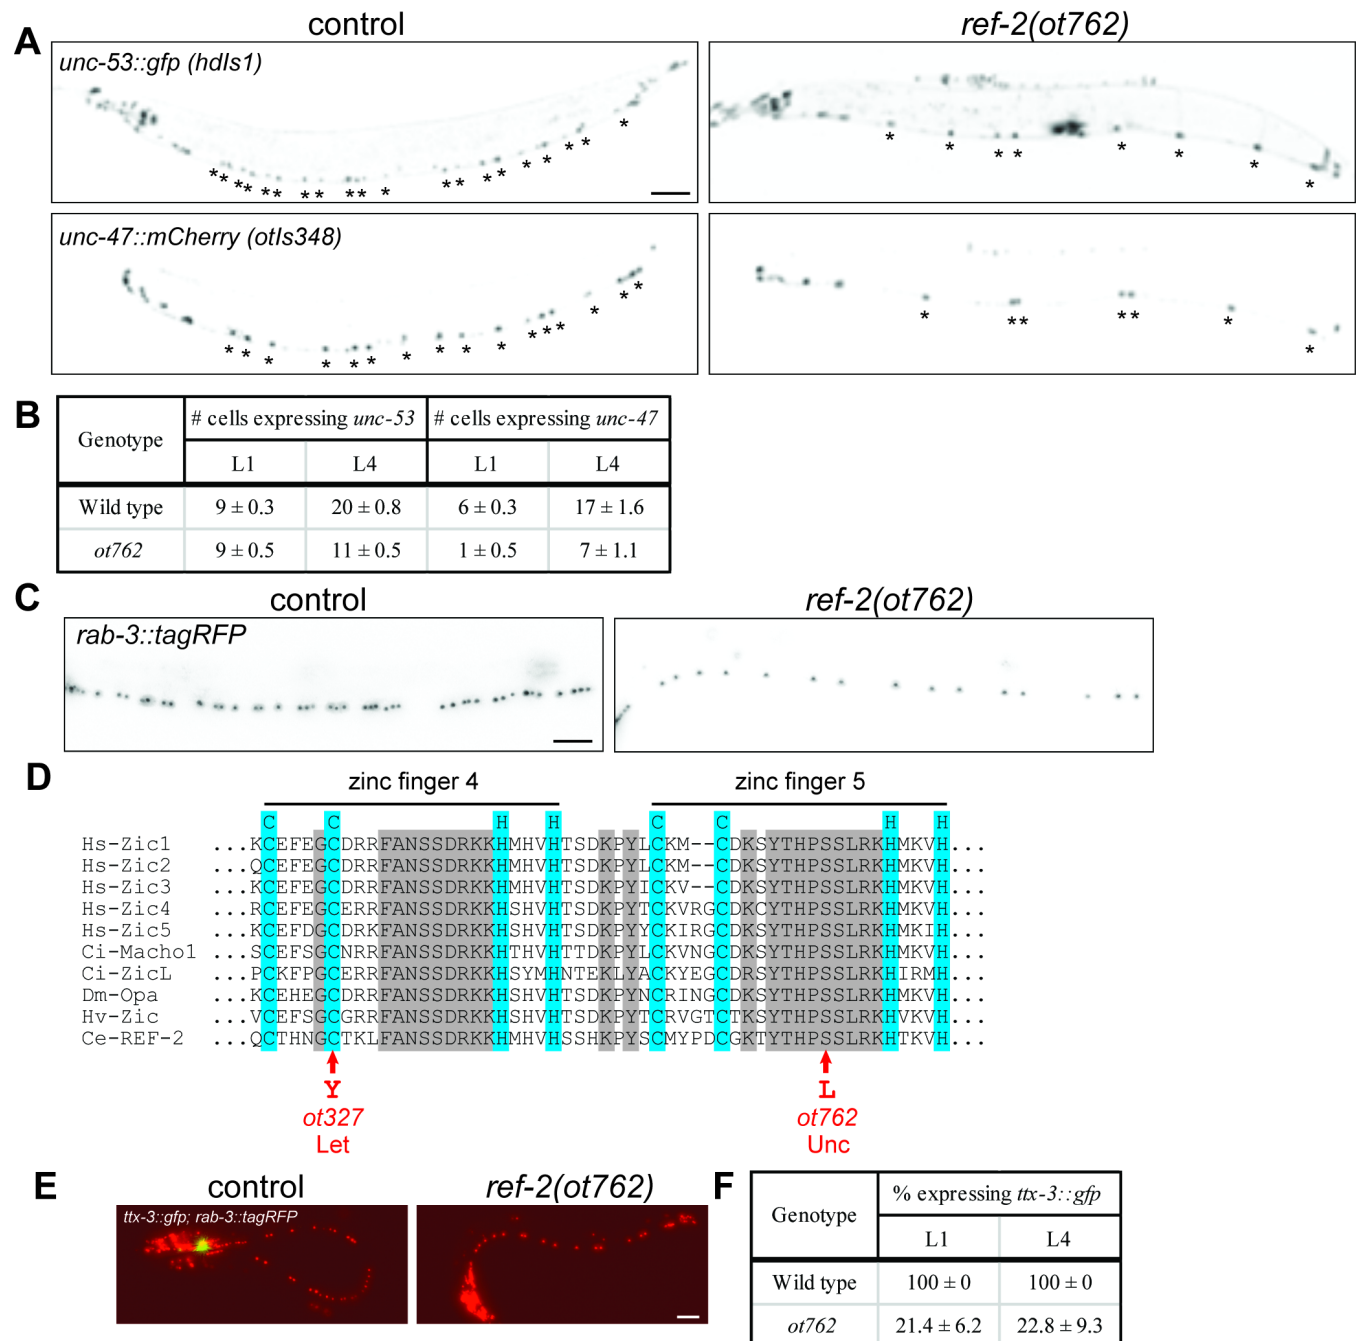 A
control
ref-2(ot762)
unc-53::gfp (hdIs1)
* * * * * * * * * * * * * * * * * * * *
* * * * * * * *
unc-47::mCherry (otIs348)
* * * * * * * * * * * * * * * *
* * * * * * *
B
Genotype # cells expressing unc-53 # cells expressing unc-47
L1 L4 L1 L4
Wild type 9 ± 0.3 20 ± 0.8 6 ± 0.3 17 ± 1.6
ot762 9 ± 0.5 11 ± 0.5 1 ± 0.5 7 ± 1.1
C
control
ref-2(ot762)
rab-3::tagRFP
D
zinc finger 4 zinc finger 5
C C H H C C H H
Hs-Zic1 ...KCEFEGCDRRFANSSDRKKHMHVHTSDKPYLCKM--CDKSYTHPSSLRKHMKVH...
Hs-Zic2 ...QCEFEGCDRRFANSSDRKKHMHVHTSDKPYLCKM--CDKSYTHPSSLRKHMKVH...
Hs-Zic3 ...KCEFEGCDRRFANSSDRKKHMHVHTSDKPYICKV--CDKSYTHPSSLRKHMKVH...
Hs-Zic4 ...RCEFEGCERRFANSSDRKKHSHVHTSDKPYTCKVRGCDKCYTHPSSLRKHMKVH...
Hs-Zic5 ...KCEFDGCDRRFANSSDRKKHSHVHTSDKPYYCKIRGCDKSYTHPSSLRKHMKIH...
Ci-Macho1 ...SCEFSGCNRRFANSSDRKKHTHVHTTDKPYLCKVNGCDKSYTHPSSLRKHMKVH...
Ci-ZicL ...PCKFPGCERRFANSSDRKKHSYMHNTEKLYACKYEGCDRSYTHPSSLRKHIRMH...
Dm-Opa ...KCEHEGCDRRFANSSDRKKHSHVHTSDKPYNCRINGCDKSYTHPSSLRKHMKVH...
Hv-Zic ...VCEFSGCGRRFANSSDRKKHMHVHTSDKPYTCRVGTCTKSYTHPSSLRKHVKVH...
Ce-REF-2 ...QCTHNGCTKLFANSSDRKKHMHVHSSHKPYSCMYPDCGKTYTHPSSLRKHTKVH...
Y L
ot327 ot762
Let Unc
E
control
ref-2(ot762)
ttx-3::gfp; rab-3::tagRFP
F
Genotype % expressing ttx-3::gfp
L1 L4
Wild type 100 ± 0 100 ± 0
ot762 21.4 ± 6.2 22.8 ± 9.3